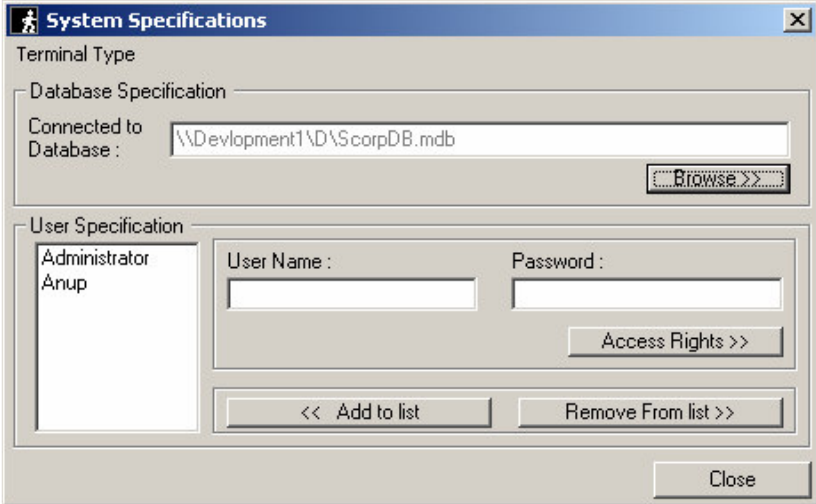 System Specifications
Terminal Type
Database Specification
Connected to
Database :
\\Devlopment1\D\ScorpDB.mdb
Browse >>
User Specification
Administrator
Anup
User Name :
Password :
Access Rights >>
<< Add to list
Remove From list >>
Close